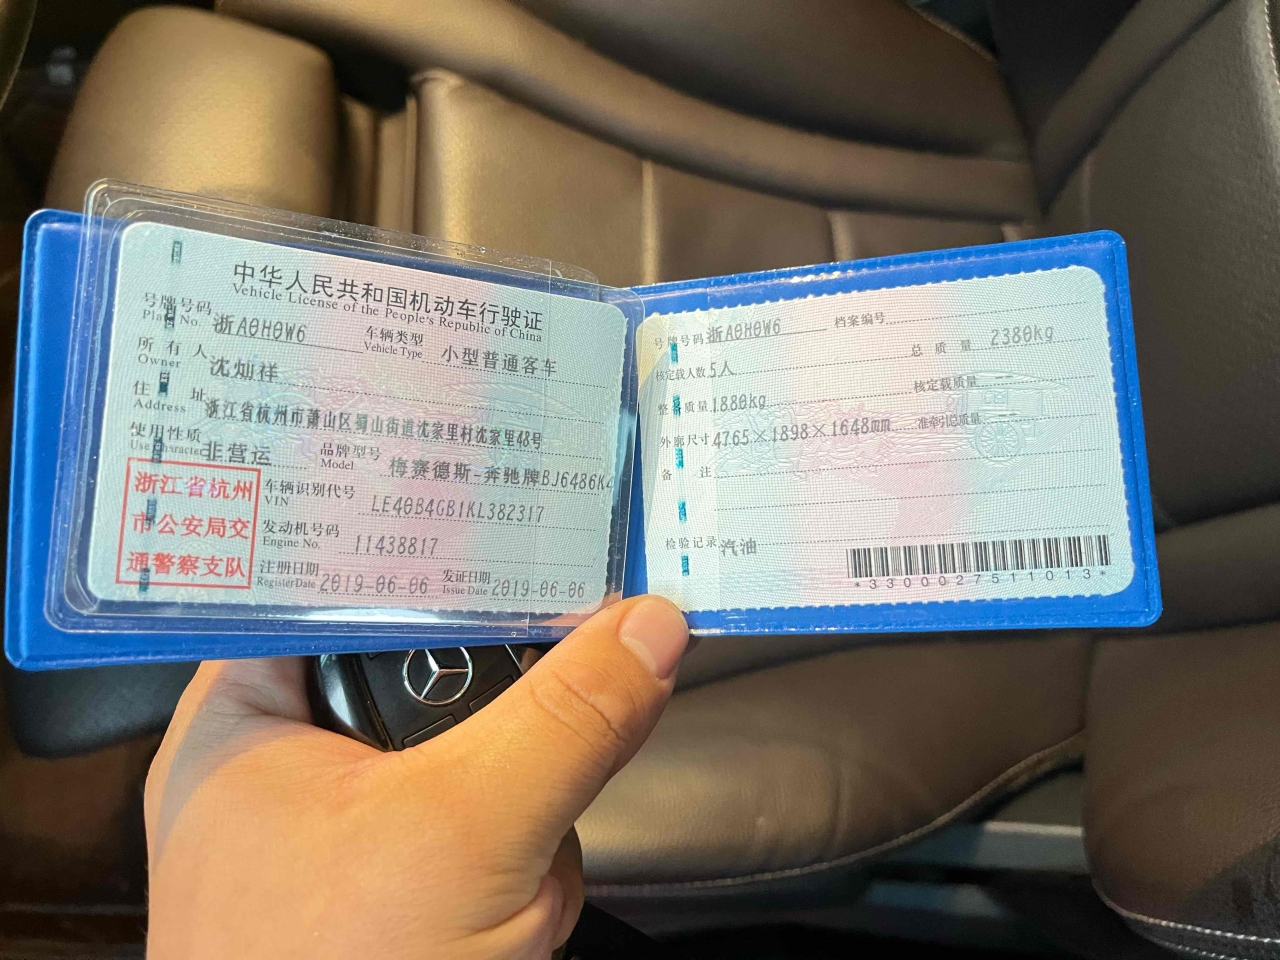 中华人民共和国机动车行驶证
Vehicle License of the People's Republic of China
号牌号码 浙A0H0W6 车辆类型 小型普通客车
Plate No. Vehicle Type
所有人 沈灿祥
Owner
住址 浙江省杭州市萧山区蜀山街道沈家里村沈家里48号
Address
使用性质 非营运 品牌型号 梅赛德斯-奔驰牌BJ6486K4
Use Character Model
浙江省杭州
市公安局交
通警察支队
车辆识别代号 LE40B4GB1KL382317
VIN
发动机号码 11438817
Engine No.
注册日期 2019-06-06 发证日期 2019-06-06
Register Date Issue Date
号牌号码 浙A0H0W6 档案编号
核定载人数 5人 总质量 2380kg
整备质量 1880kg 核定载质量 --
外廓尺寸 4765×1898×1648mm 准牵引总质量 --
备注
检验记录 汽油
*3300027511013*